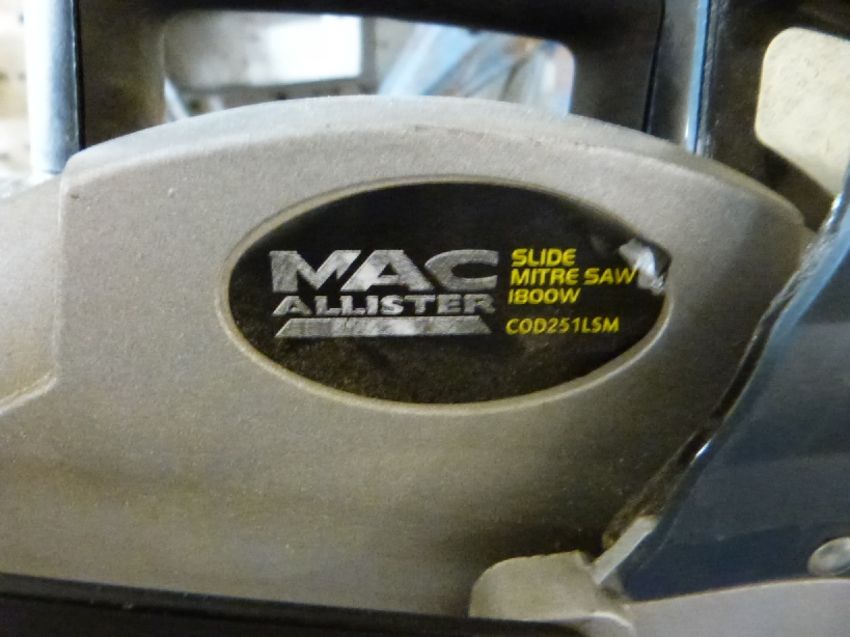 MAC
ALLISTER
SLIDE
MITRE SAW
1800W
COD251LSM